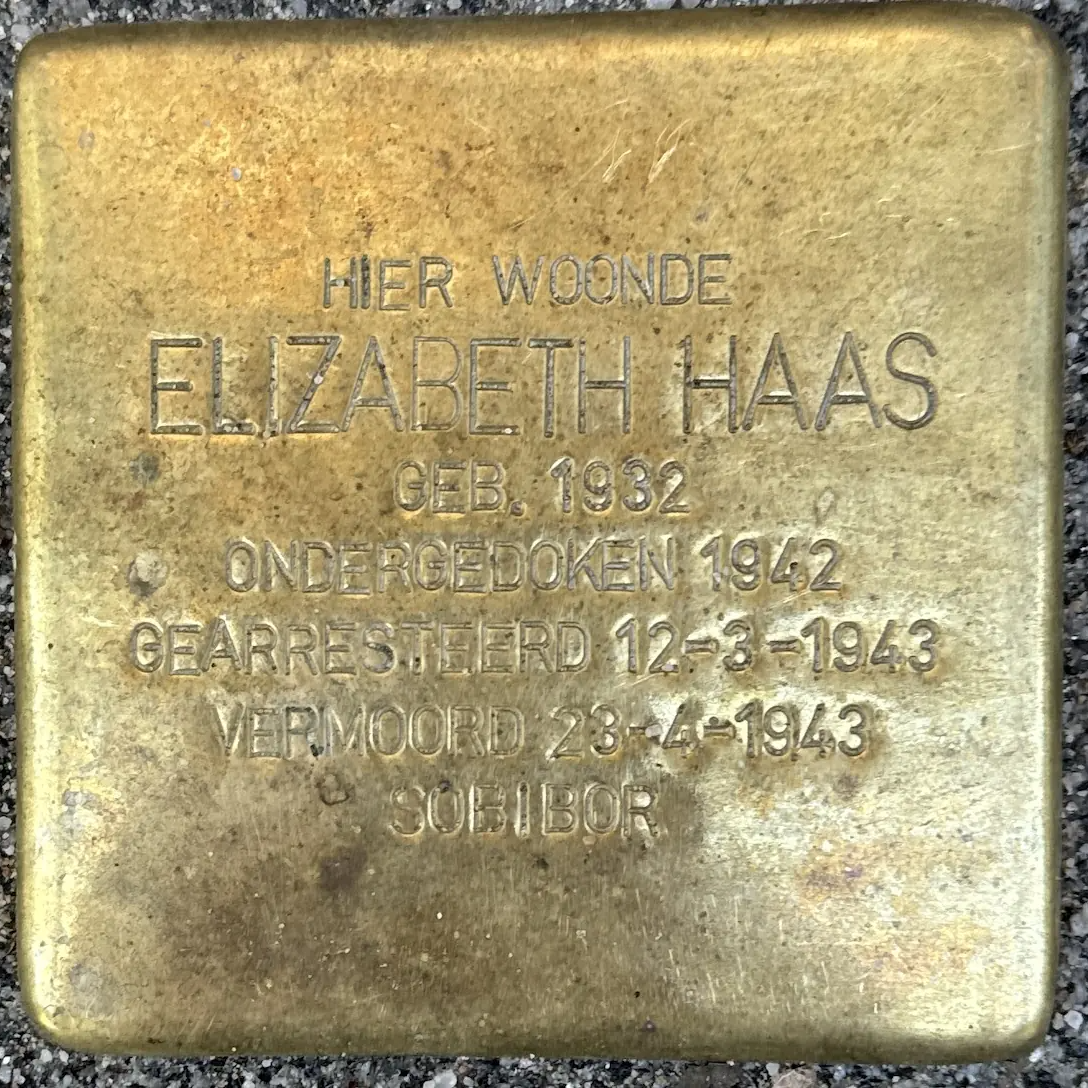 HIER WOONDE
ELIZABETH HAAS
GEB. 1932
ONDERGEDOKEN 1942
GEARRESTEERD 12-3-1943
VERMOORD 23-4-1943
SOBIBOR